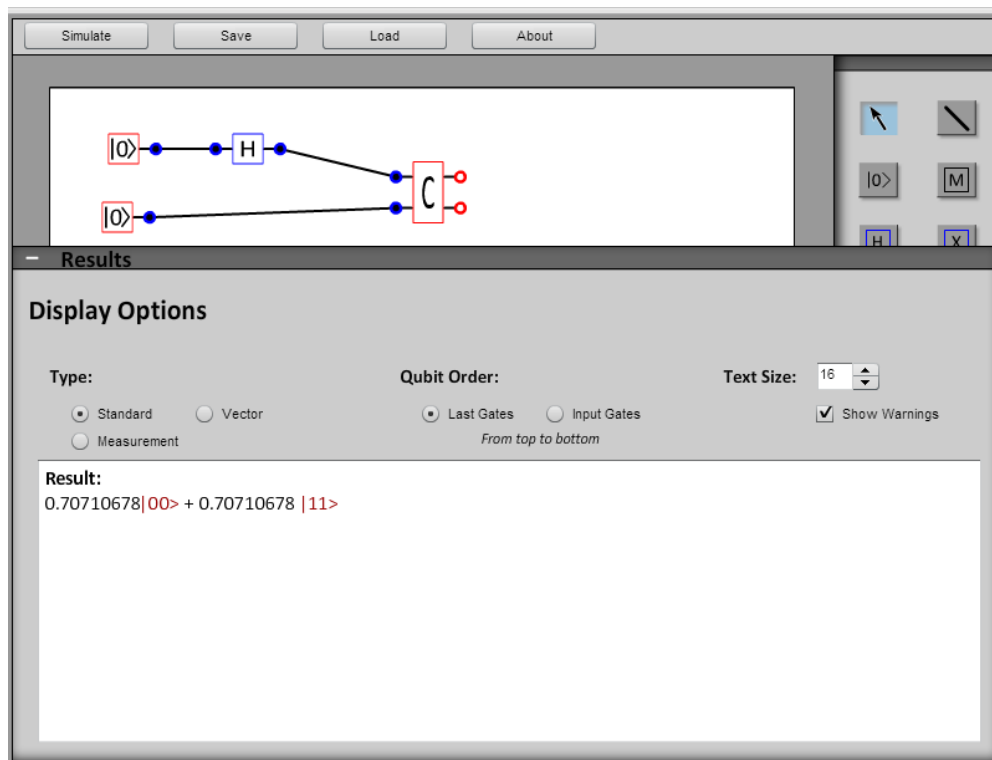 Simulate Save Load About
|0> H
C
|0>
|0> M
H X
− Results
Display Options
Type: Qubit Order: Text Size: 16
Standard Vector Last Gates Input Gates Show Warnings
Measurement From top to bottom
Result:
0.70710678|00> + 0.70710678 |11>